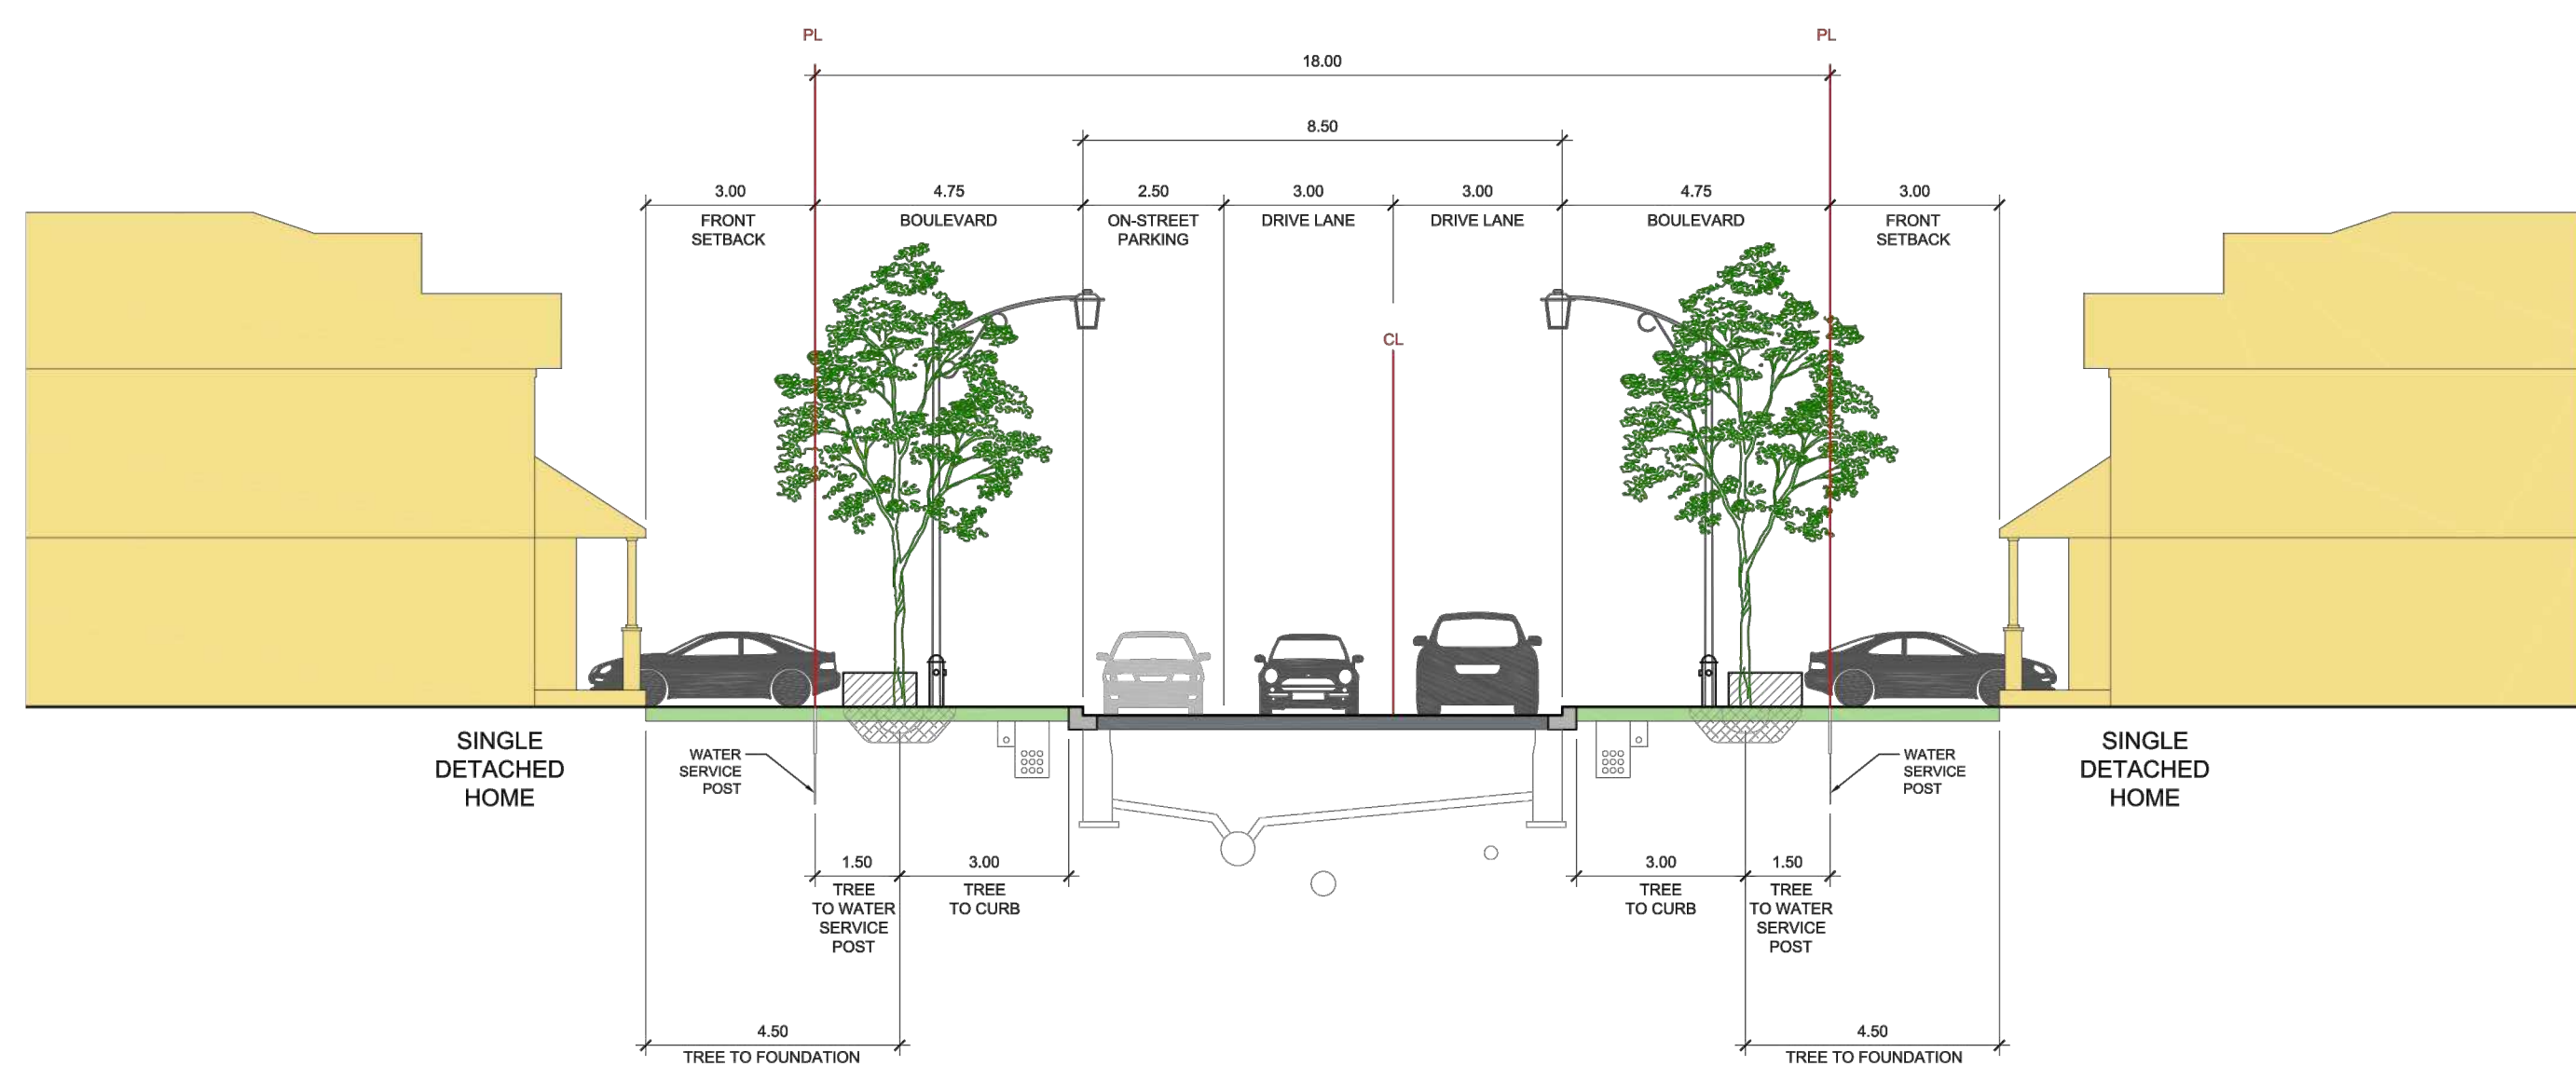 PL
PL
18.00
8.50
3.00
4.75
2.50
3.00
3.00
4.75
3.00
FRONT
SETBACK
BOULEVARD
ON-STREET
PARKING
DRIVE LANE
DRIVE LANE
BOULEVARD
FRONT
SETBACK
CL
SINGLE
DETACHED
HOME
WATER
SERVICE
POST
WATER
SERVICE
POST
SINGLE
DETACHED
HOME
1.50
TREE
TO WATER
SERVICE
POST
3.00
TREE
TO CURB
3.00
TREE
TO CURB
1.50
TREE
TO WATER
SERVICE
POST
4.50
TREE TO FOUNDATION
4.50
TREE TO FOUNDATION